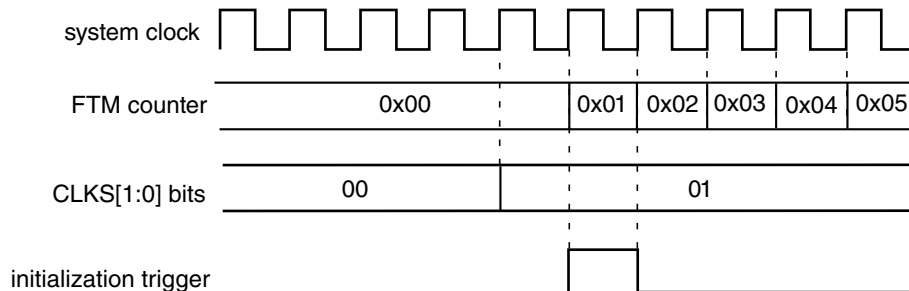 system clock
FTM counter 0x00 0x01 0x02 0x03 0x04 0x05
CLKS[1:0] bits 00 01
initialization trigger